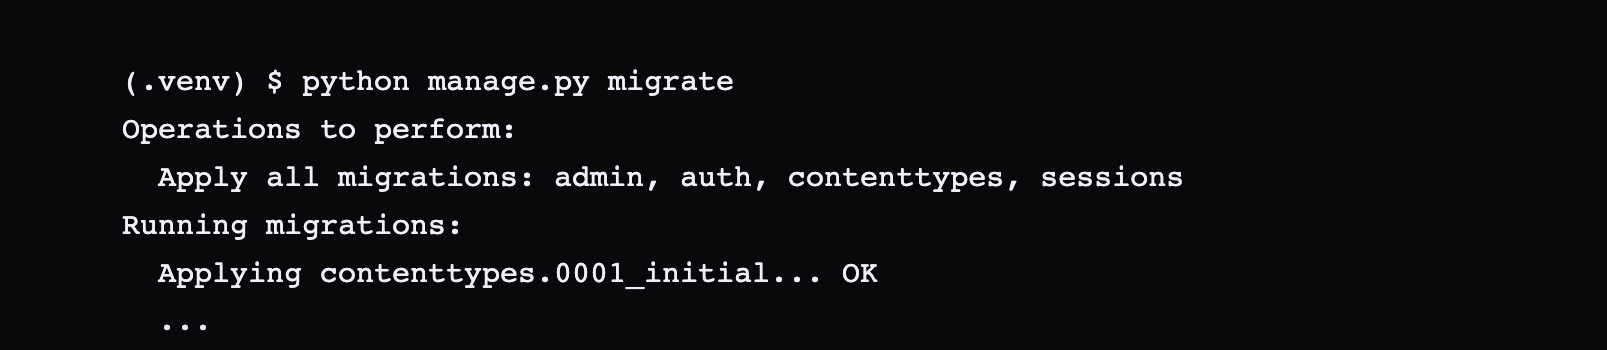 (.venv) $ python manage.py migrate
Operations to perform:
  Apply all migrations: admin, auth, contenttypes, sessions
Running migrations:
  Applying contenttypes.0001_initial... OK
  ...